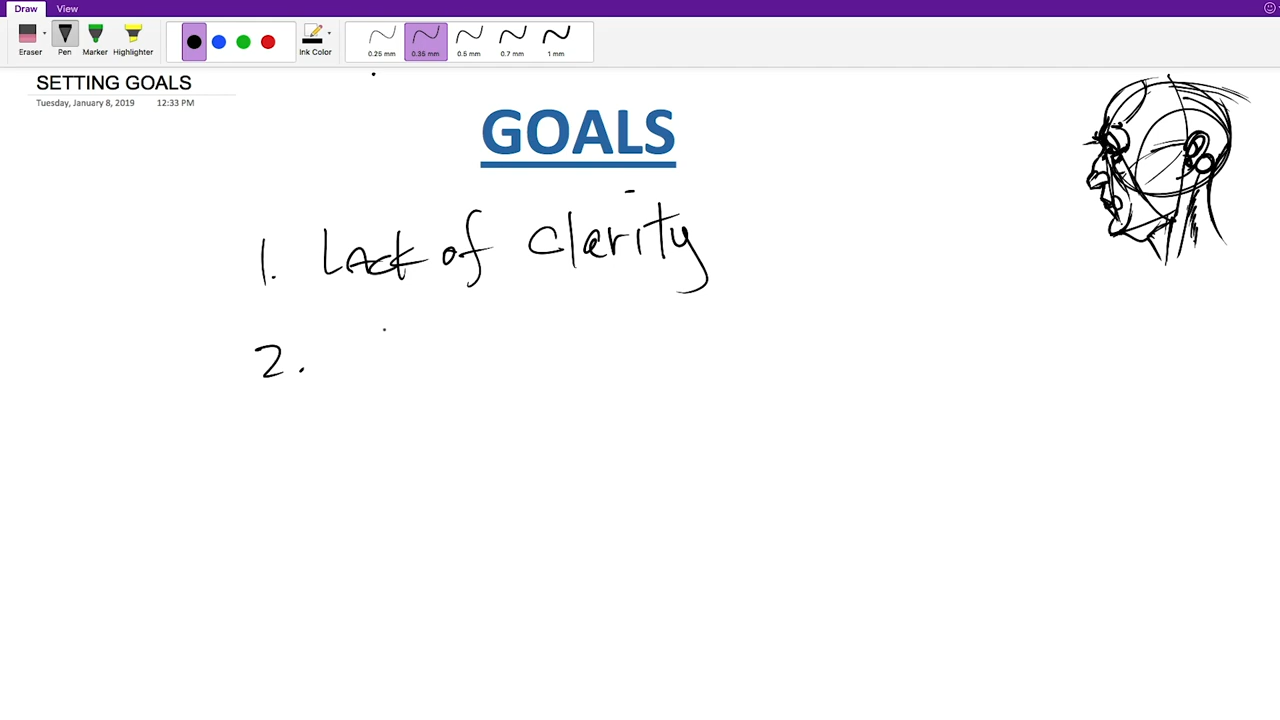 Draw View
Eraser Pen Marker Highlighter Ink Color 0.25 mm 0.35 mm 0.5 mm 0.7 mm 1 mm
SETTING GOALS
Tuesday, January 8, 2019 12:33 PM
GOALS
1. Lack of clarity
2.